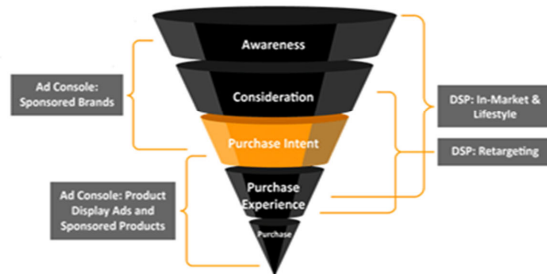 Awareness
Consideration
Purchase Intent
Purchase
Experience
Purchase
Ad Console:
Sponsored Brands
Ad Console: Product
Display Ads and
Sponsored Products
DSP: In-Market &
Lifestyle
DSP: Retargeting